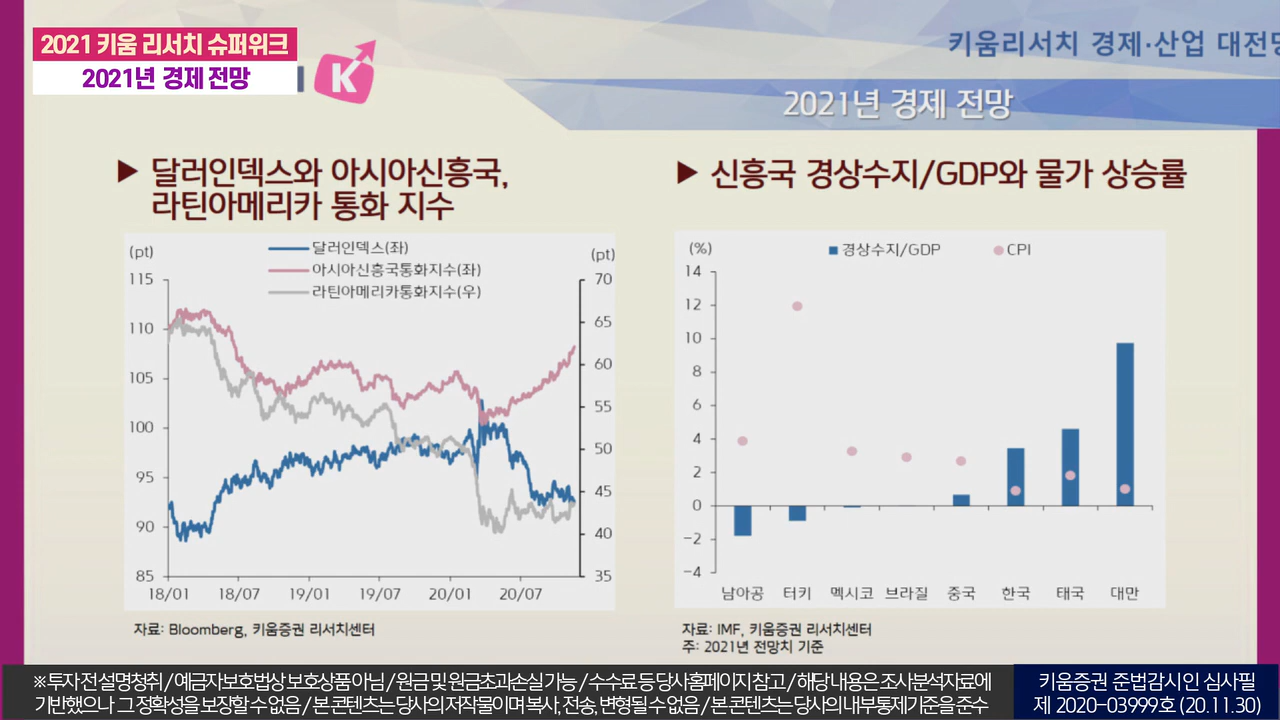 2021 키움 리서치 슈퍼위크
2021년 경제 전망
K
키움리서치 경제·산업 대전망
2021년 경제 전망
▶ 달러인덱스와 아시아신흥국,
라틴아메리카 통화 지수
(pt)
(pt)
달러인덱스(좌)
아시아신흥국통화지수(좌)
라틴아메리카통화지수(우)
115
110
105
100
95
90
85
70
65
60
55
50
45
40
35
18/01 18/07 19/01 19/07 20/01 20/07
자료: Bloomberg, 키움증권 리서치센터
▶ 신흥국 경상수지/GDP와 물가 상승률
(%)
경상수지/GDP CPI
14
12
10
8
6
4
2
0
-2
-4
남아공 터키 멕시코 브라질 중국 한국 태국 대만
자료: IMF, 키움증권 리서치센터
주: 2021년 전망치 기준
※ 투자 전 설명청취 / 예금자보호법상 보호상품 아님 / 원금 및 원금초과손실 가능 / 수수료 등 당사홈페이지 참고 / 해당 내용은 조사분석자료에
기반했으나 그 정확성을 보장할 수 없음 / 본 콘텐츠는 당사의 저작물이며 복사, 전송, 변형될 수 없음 / 본 콘텐츠는 당사의 내부통제기준을 준수
키움증권 준법감시인 심사필
제 2020-03999호 (20.11.30)